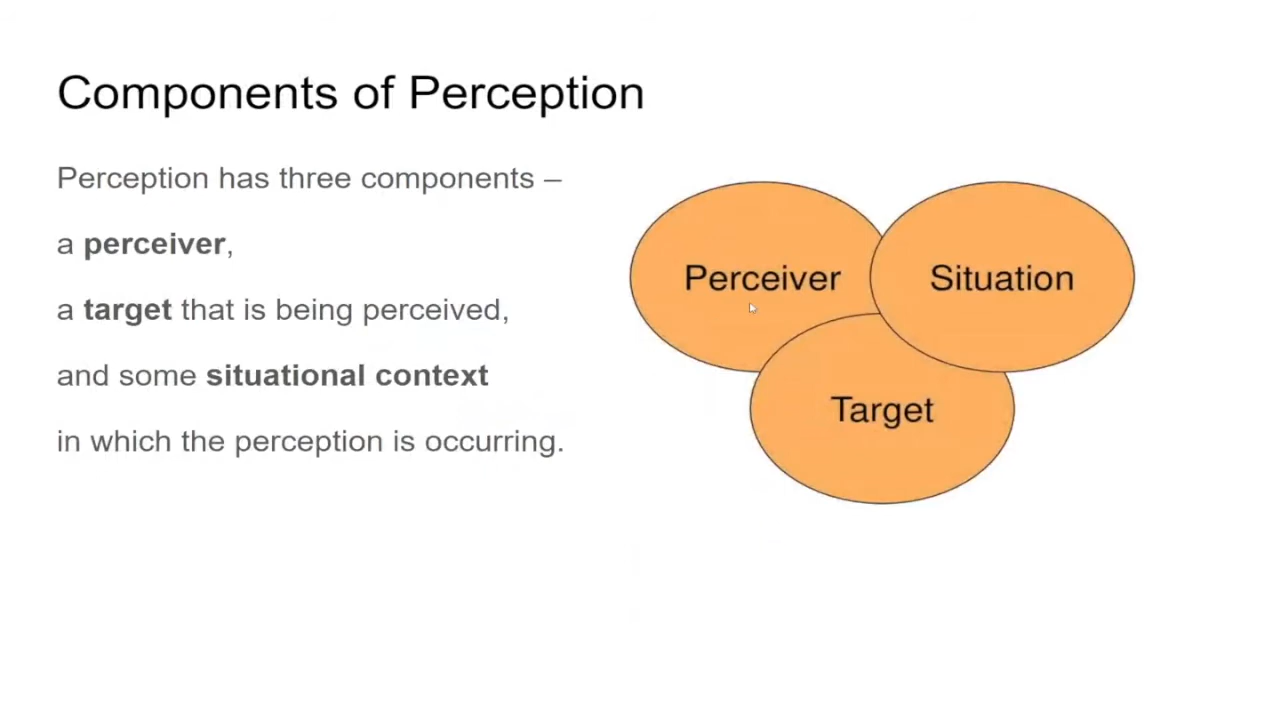 Components of Perception
Perception has three components –
a perceiver,
a target that is being perceived,
and some situational context
in which the perception is occurring.
Perceiver
Situation
Target